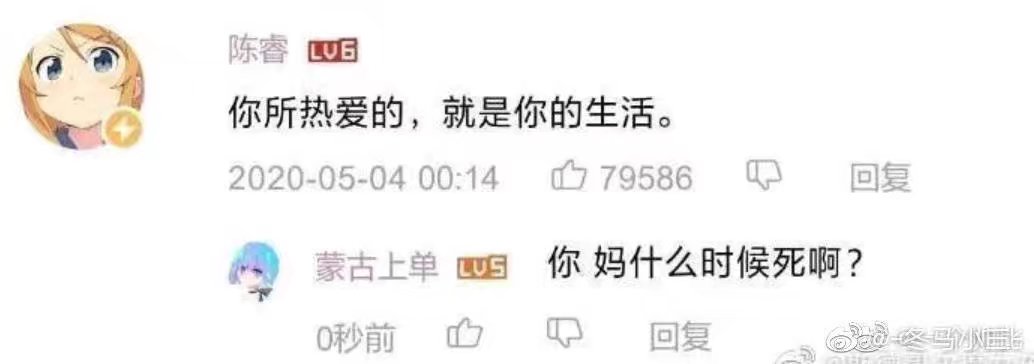 陈睿 LV6
你所热爱的，就是你的生活。
2020-05-04 00:14 79586 回复
蒙古上单 LV5 你 妈什么时候死啊？
0秒前 回复